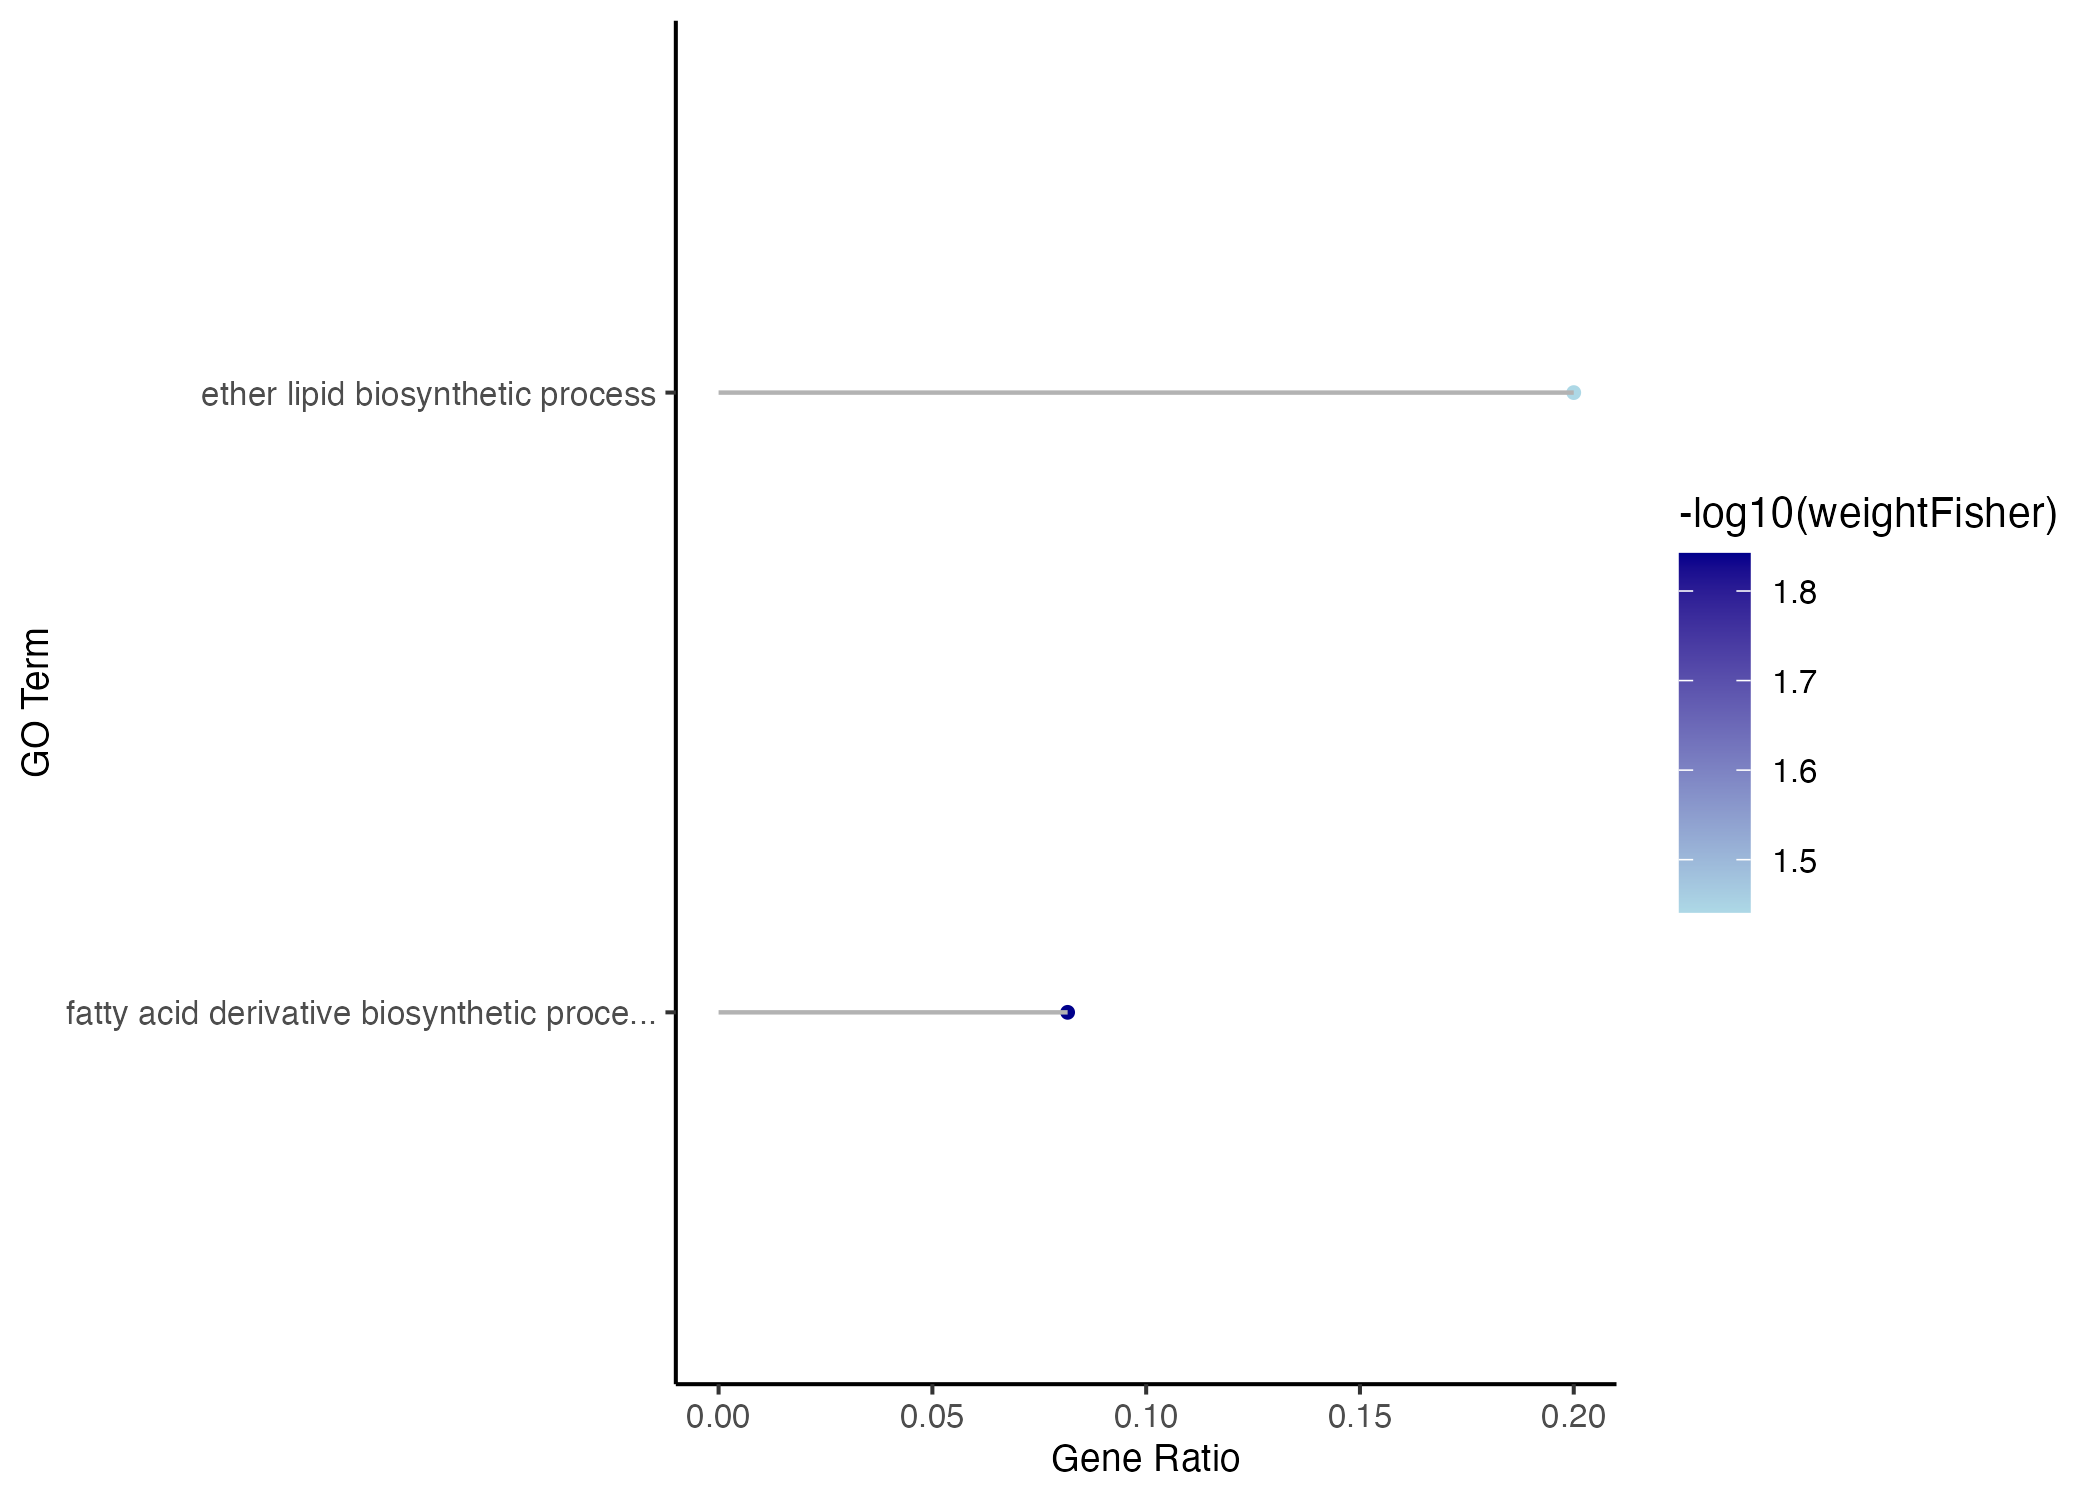 GO Term
ether lipid biosynthetic process
fatty acid derivative biosynthetic proce...
0.00 0.05 0.10 0.15 0.20
Gene Ratio
-log10(weightFisher)
1.8
1.7
1.6
1.5